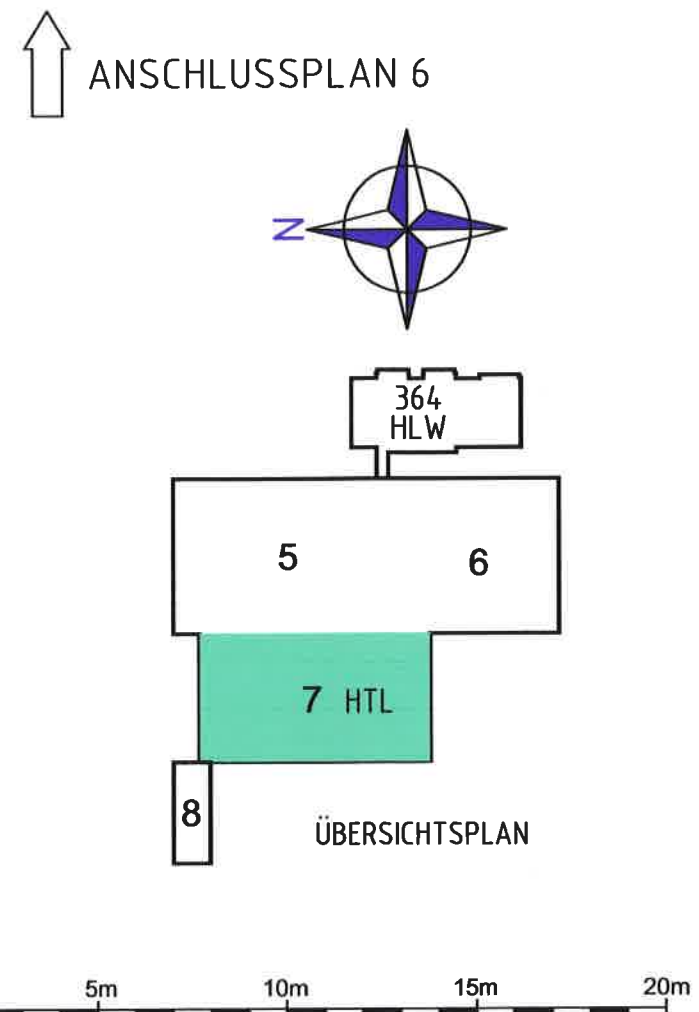 ANSCHLUSSPLAN 6
N
364
HLW
5
6
7 HTL
8
ÜBERSICHTSPLAN
5m 10m 15m 20m